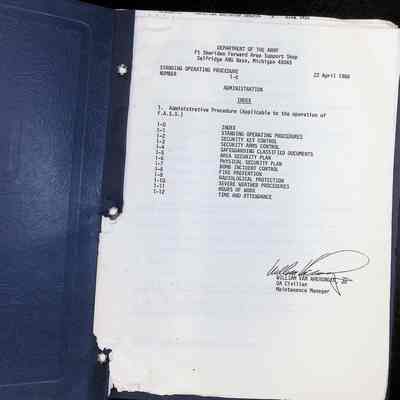 DEPARTMENT OF THE ARMY
Ft Sheridan Forward Area Support Shop
Selfridge ANG Base, Michigan 48045
STANDING OPERATING PROCEDURE
NUMBER 1-0 22 April 1986
ADMINISTRATION
INDEX
1. Administrative Procedure (Applicable to the operation of
F.A.S.S.)
1-0 INDEX
1-1 STANDING OPERATING PROCEDURES
1-2 SECURITY KEY CONTROL
1-3 SECURITY ARMS CONTROL
1-4 SAFEGUARDING CLASSIFIED DOCUMENTS
1-5 AREA SECURITY PLAN
1-6 PHYSICAL SECURITY PLAN
1-7 BOMB INCIDENT CONTROL
1-8 FIRE PREVENTION
1-9 RADIOLOGICAL PROTECTION
1-10 SEVERE WEATHER PROCEDURES
1-11 HOURS OF WORK
1-12 TIME AND ATTENDANCE
WILLIAM VAN
DA Civilian
Maintenance Manager